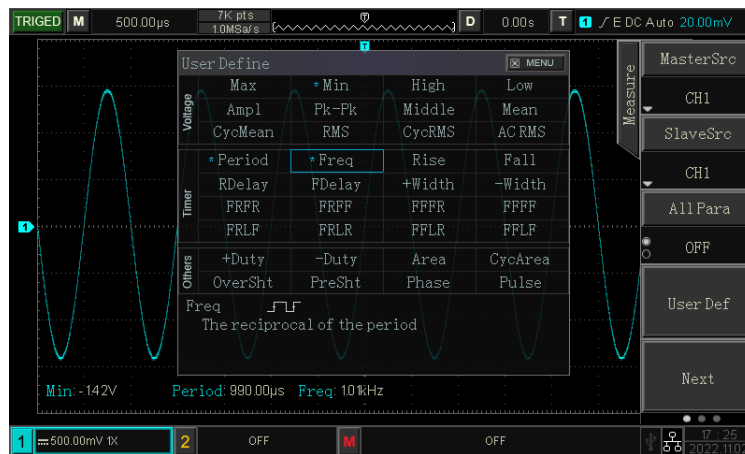 TRIGED M 500.00μs 7K pts 1.0MSa/s D 0.00s T 1 E DC Auto 20.00mV
T
User Define MENU
Voltage
Max *Min High Low
Ampl Pk-Pk Middle Mean
CycMean RMS CycRMS AC RMS
Timer
*Period *Freq Rise Fall
RDelay FDelay +Width -Width
FRFR FRFF FFFR FFFF
FRLF FRLR FFLR FFLF
Others
+Duty -Duty Area CycArea
OverSht PreSht Phase Pulse
Freq
The reciprocal of the period
1
Min:-1.42V Period: 990.00μs Freq: 1.01kHz
Measure
MasterSrc
CH1
SlaveSrc
CH1
AllPara
OFF
User Def
Next
1 500.00mV 1X 2 OFF M OFF
17:25
2022.11.02